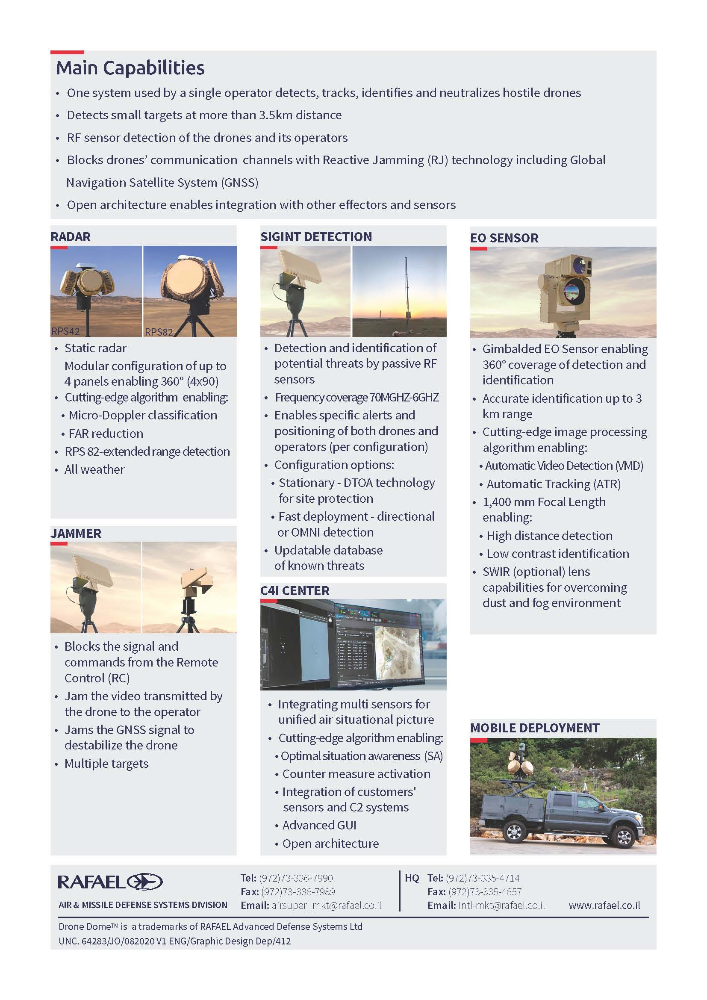 Main Capabilities
• One system used by a single operator detects, tracks, identifies and neutralizes hostile drones
• Detects small targets at more than 3.5km distance
• RF sensor detection of the drones and its operators
• Blocks drones’ communication channels with Reactive Jamming (RJ) technology including Global
Navigation Satellite System (GNSS)
• Open architecture enables integration with other effectors and sensors
RADAR
RPS42
RPS82
• Static radar
Modular configuration of up to
4 panels enabling 360º (4x90)
• Cutting-edge algorithm enabling:
• Micro-Doppler classification
• FAR reduction
• RPS 82-extended range detection
• All weather
JAMMER
• Blocks the signal and
commands from the Remote
Control (RC)
• Jam the video transmitted by
the drone to the operator
• Jams the GNSS signal to
destabilize the drone
• Multiple targets
SIGINT DETECTION
• Detection and identification of
potential threats by passive RF
sensors
• Frequency coverage 70MGHZ-6GHZ
• Enables specific alerts and
positioning of both drones and
operators (per configuration)
• Configuration options:
• Stationary - DTOA technology
for site protection
• Fast deployment - directional
or OMNI detection
• Updatable database
of known threats
C4I CENTER
• Integrating multi sensors for
unified air situational picture
• Cutting-edge algorithm enabling:
• Optimal situation awareness (SA)
• Counter measure activation
• Integration of customers'
sensors and C2 systems
• Advanced GUI
• Open architecture
EO SENSOR
• Gimbalded EO Sensor enabling
360º coverage of detection and
identification
• Accurate identification up to 3
km range
• Cutting-edge image processing
algorithm enabling:
• Automatic Video Detection (VMD)
• Automatic Tracking (ATR)
• 1,400 mm Focal Length
enabling:
• High distance detection
• Low contrast identification
• SWIR (optional) lens
capabilities for overcoming
dust and fog environment
MOBILE DEPLOYMENT
RAFAEL
AIR & MISSILE DEFENSE SYSTEMS DIVISION
Tel: (972)73-336-7990
Fax: (972)73-336-7989
Email: airsuper_mkt@rafael.co.il
HQ Tel: (972)73-335-4714
Fax: (972)73-335-4657
Email: Intl-mkt@rafael.co.il
www.rafael.co.il
Drone Dome™ is a trademarks of RAFAEL Advanced Defense Systems Ltd
UNC. 64283/JO/082020 V1 ENG/Graphic Design Dep/412